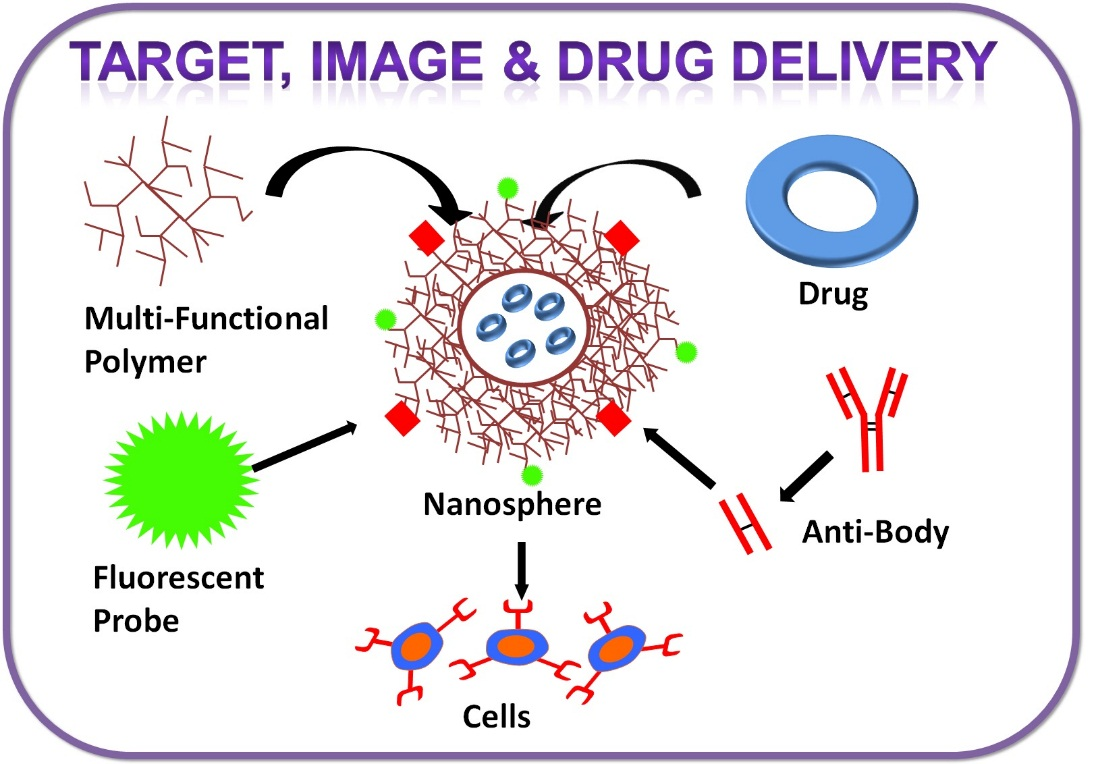 TARGET, IMAGE & DRUG DELIVERY
Multi-Functional
Polymer
Drug
Fluorescent
Probe
Nanosphere
Anti-Body
Cells